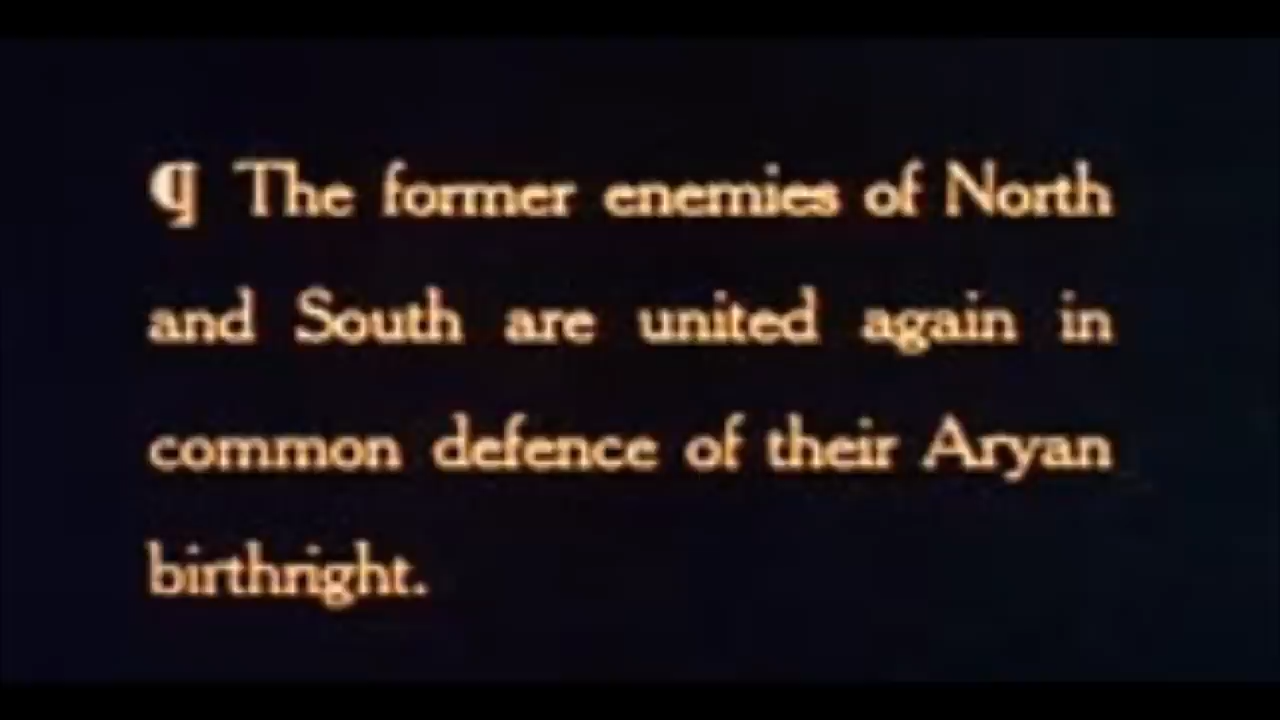 ¶ The former enemies of North
and South are united again in
common defence of their Aryan
birthright.